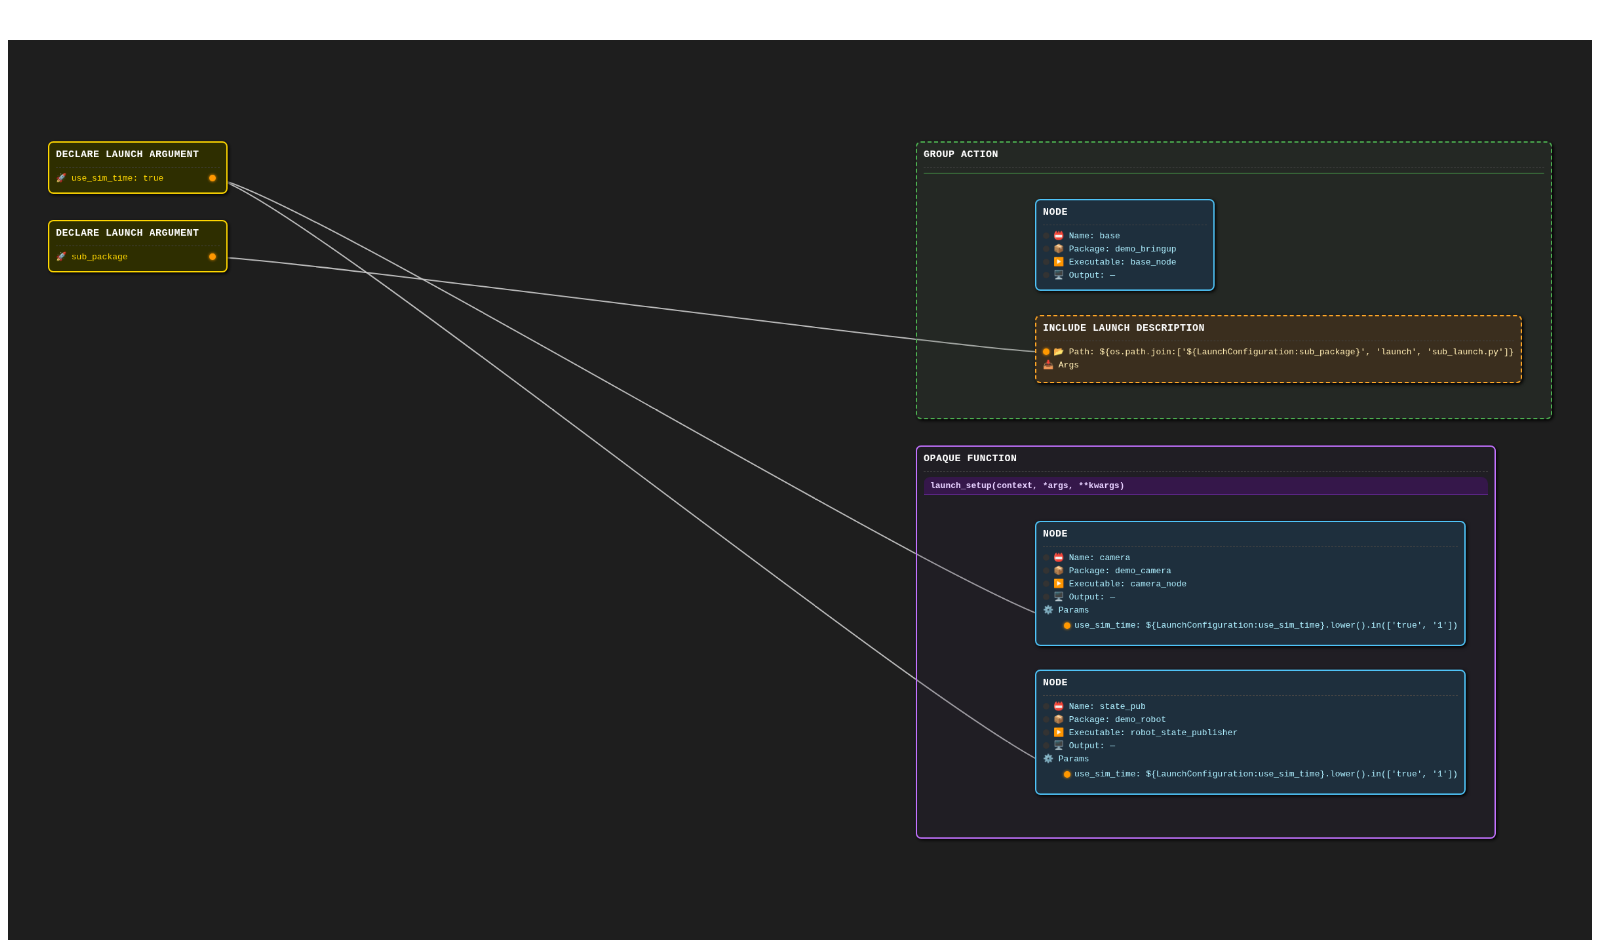 DECLARE LAUNCH ARGUMENT
🚀 use_sim_time: true
DECLARE LAUNCH ARGUMENT
🚀 sub_package
GROUP ACTION
NODE
📛 Name: base
📦 Package: demo_bringup
▶️ Executable: base_node
🖥️ Output: —
INCLUDE LAUNCH DESCRIPTION
📂 Path: ${os.path.join:['${LaunchConfiguration:sub_package}', 'launch', 'sub_launch.py']}
📥 Args
OPAQUE FUNCTION
launch_setup(context, *args, **kwargs)
NODE
📛 Name: camera
📦 Package: demo_camera
▶️ Executable: camera_node
🖥️ Output: —
⚙️ Params
use_sim_time: ${LaunchConfiguration:use_sim_time}.lower().in(['true', '1'])
NODE
📛 Name: state_pub
📦 Package: demo_robot
▶️ Executable: robot_state_publisher
🖥️ Output: —
⚙️ Params
use_sim_time: ${LaunchConfiguration:use_sim_time}.lower().in(['true', '1'])